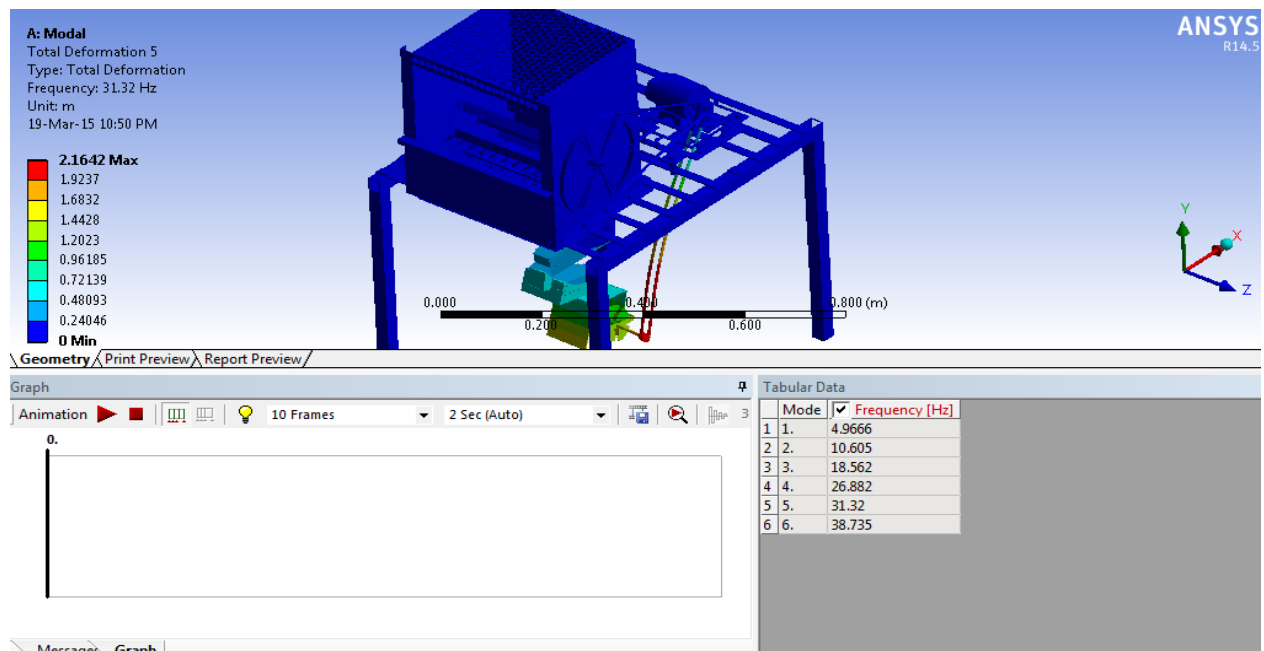 A: Modal
Total Deformation 5
Type: Total Deformation
Frequency: 31.32 Hz
Unit: m
19-Mar-15 10:50 PM
2.1642 Max
1.9237
1.6832
1.4428
1.2023
0.96185
0.72139
0.48093
0.24046
0 Min
ANSYS
R14.5
Y
X
Z
0.000 0.400 0.800 (m)
0.200 0.600
Geometry Print Preview Report Preview
Graph
Animation 10 Frames 2 Sec (Auto) 3
0.
Tabular Data
Mode Frequency [Hz]
1 1. 4.9666
2 2. 10.605
3 3. 18.562
4 4. 26.882
5 5. 31.32
6 6. 38.735
Messages Graph